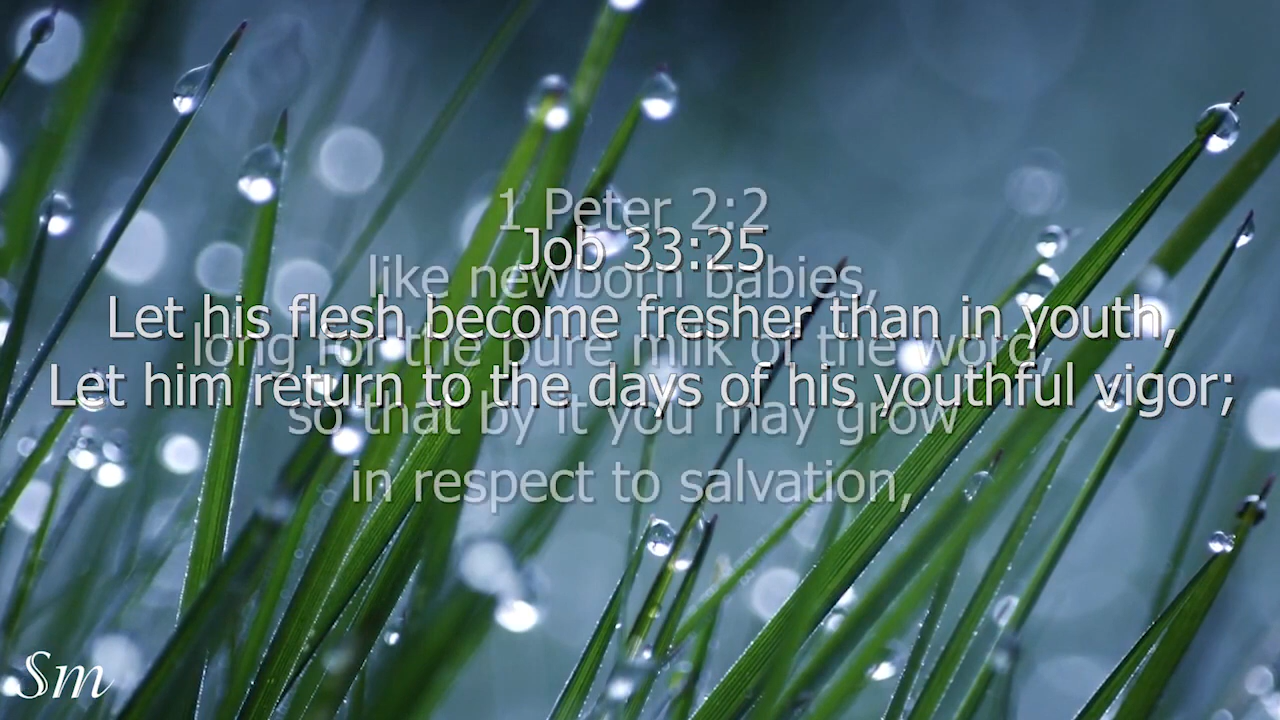 1 Peter 2:2
like newborn babies,
long for the pure milk of the word,
so that by it you may grow
in respect to salvation,
Job 33:25
Let his flesh become fresher than in youth,
Let him return to the days of his youthful vigor;
Sm